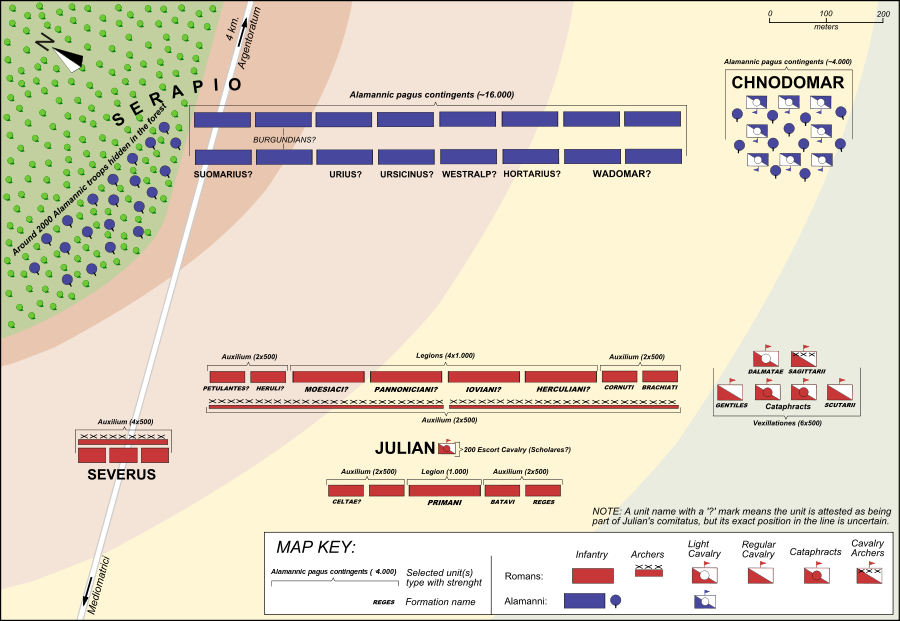 N
4 km.
Argentoratum
0 100 200
meters
SERAPIO
Around 2000 Alamannic troops hidden in the forest
Alamannic pagus contingents (~16.000)
BURGUNDIANS?
SUOMARIUS? URIUS? URSICINUS? WESTRALP? HORTARIUS? WADOMAR?
Alamannic pagus contingents (~4.000)
CHNODOMAR
Auxilium (2x500) Legions (4x1.000) Auxilium (2x500)
PETULANTES? HERULI? MOESIACI? PANNONICIANI? IOVIANI? HERCULIANI? CORNUTI BRACHIATI
Auxilium (2x500)
DALMATAE SAGITTARII
GENTILES Cataphracts SCUTARII
Vexillationes (6x500)
Auxilium (4x500)
SEVERUS
JULIAN
200 Escort Cavalry (Scholares?)
Auxilium (2x500) Legion (1.000) Auxilium (2x500)
CELTAE? PRIMANI BATAVI REGES
Mediomatrici
NOTE: A unit name with a '?' mark means the unit is attested as being
part of Julian's comitatus, but its exact position in the line is uncertain.
MAP KEY:
Alamannic pagus contingents (˜4.000)
Selected unit(s)
type with strenght
REGES Formation name
Infantry Archers Light
Cavalry
Regular
Cavalry
Cataphracts
Cavalry
Archers
Romans:
Alamanni: